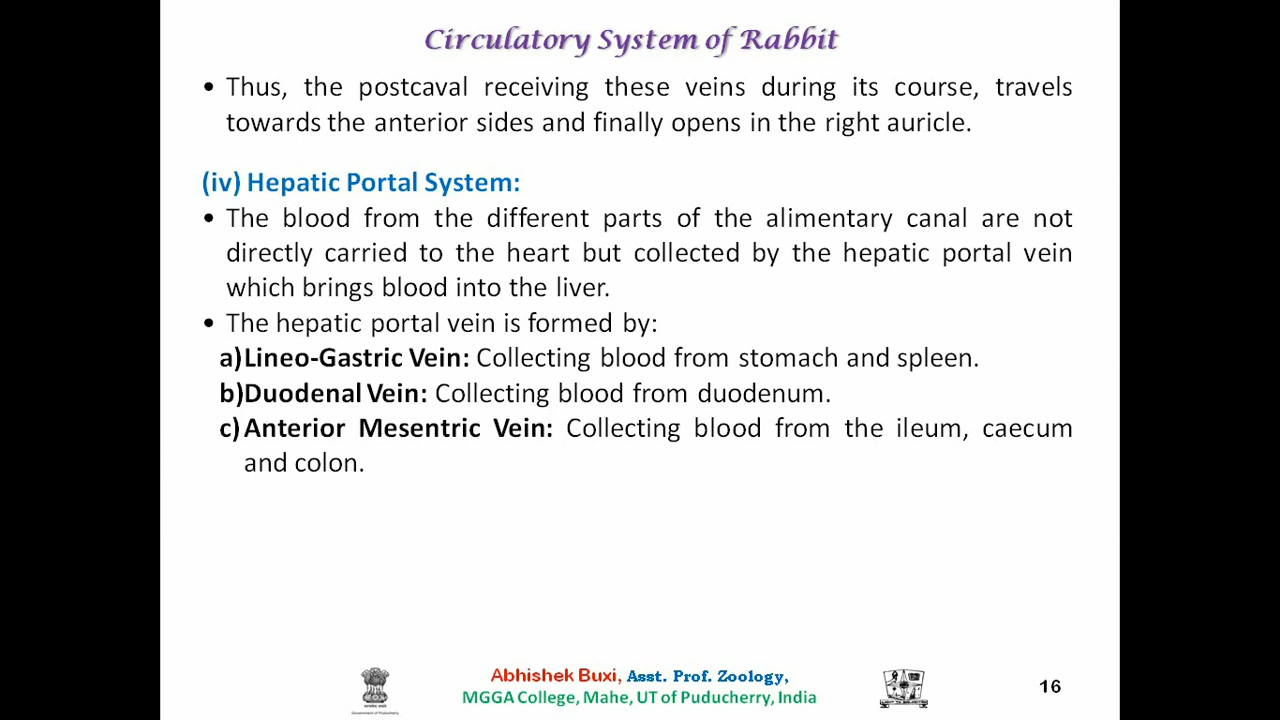 Circulatory System of Rabbit
• Thus, the postcaval receiving these veins during its course, travels
towards the anterior sides and finally opens in the right auricle.
(iv) Hepatic Portal System:
• The blood from the different parts of the alimentary canal are not
directly carried to the heart but collected by the hepatic portal vein
which brings blood into the liver.
• The hepatic portal vein is formed by:
a) Lineo-Gastric Vein: Collecting blood from stomach and spleen.
b) Duodenal Vein: Collecting blood from duodenum.
c) Anterior Mesentric Vein: Collecting blood from the ileum, caecum
and colon.
Abhishek Buxi, Asst. Prof. Zoology,
MGGA College, Mahe, UT of Puducherry, India
Government of Puducherry
16